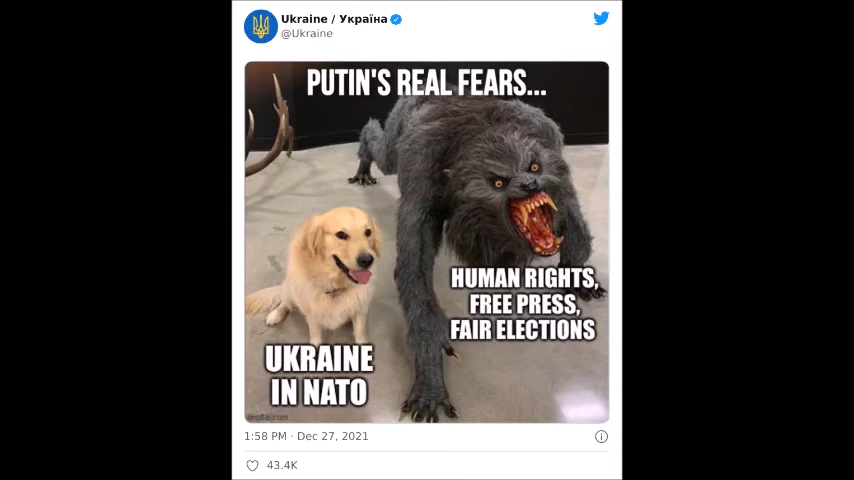 Ukraine / Україна
@Ukraine
PUTIN'S REAL FEARS...
HUMAN RIGHTS,
FREE PRESS,
FAIR ELECTIONS
UKRAINE
IN NATO
imgflip.com
1:58 PM · Dec 27, 2021
43.4K